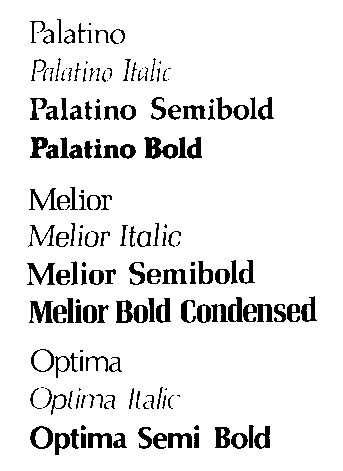 Palatino
Palatino Italic
Palatino Semibold
Palatino Bold
Melior
Melior Italic
Melior Semibold
Melior Bold Condensed
Optima
Optima Italic
Optima Semi Bold